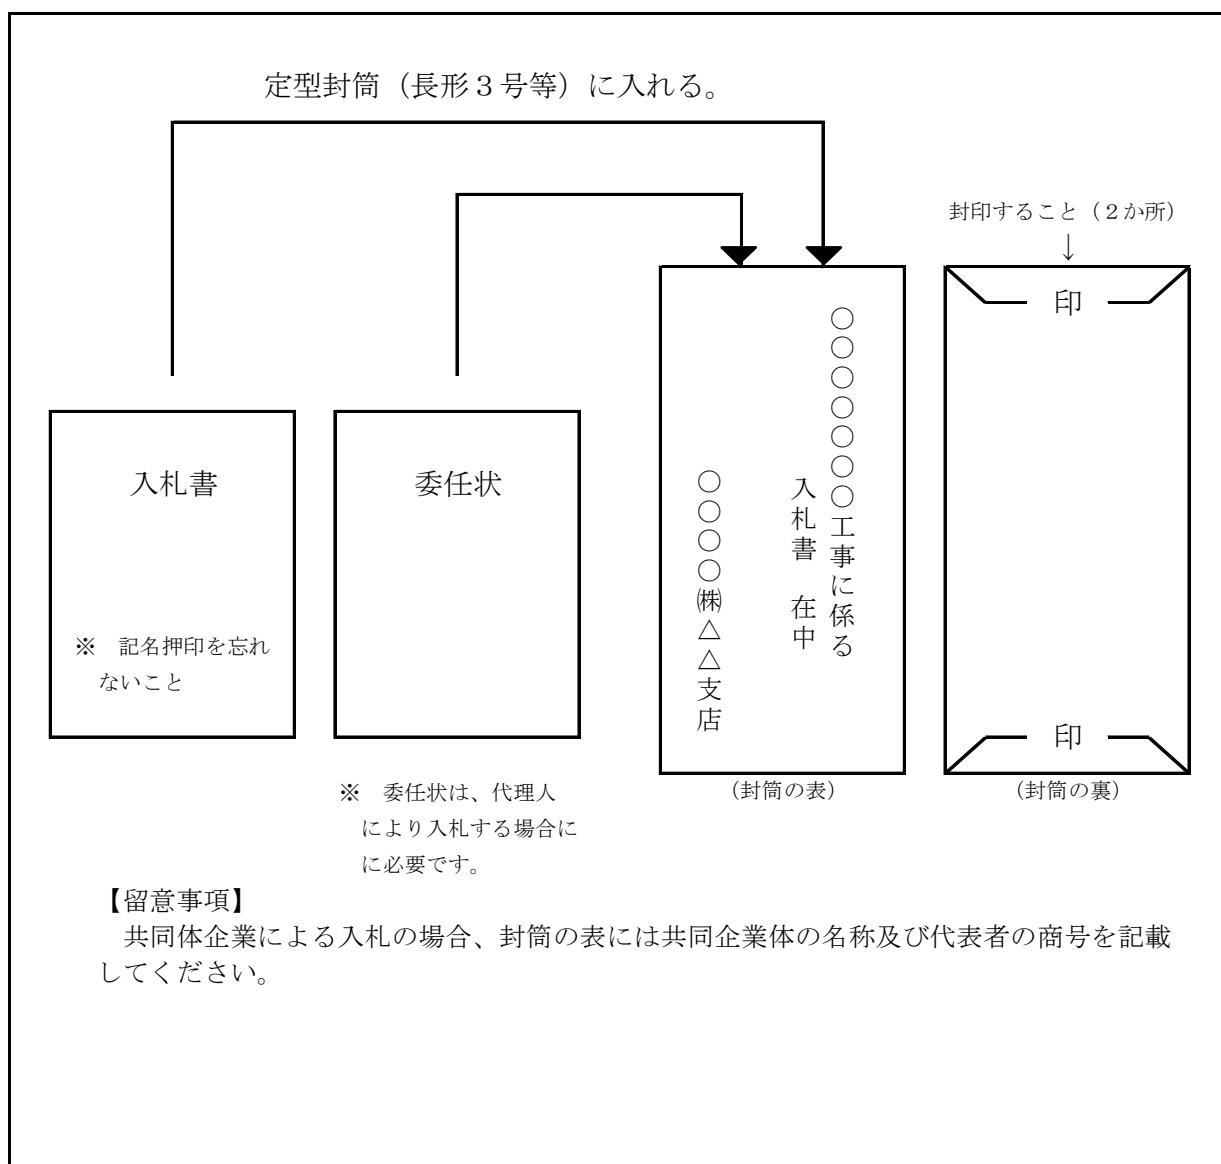 定型封筒（長形３号等）に入れる。
封印すること（２か所）
↓
入札書
※　記名押印を忘れ
ないこと
委任状
※　委任状は、代理人
により入札する場合に
に必要です。
○○○○○○○工事に係る
入札書　在中
○○○○㈱△△支店
（封筒の表）
印
印
（封筒の裏）
【留意事項】
　共同体企業による入札の場合、封筒の表には共同企業体の名称及び代表者の商号を記載
してください。